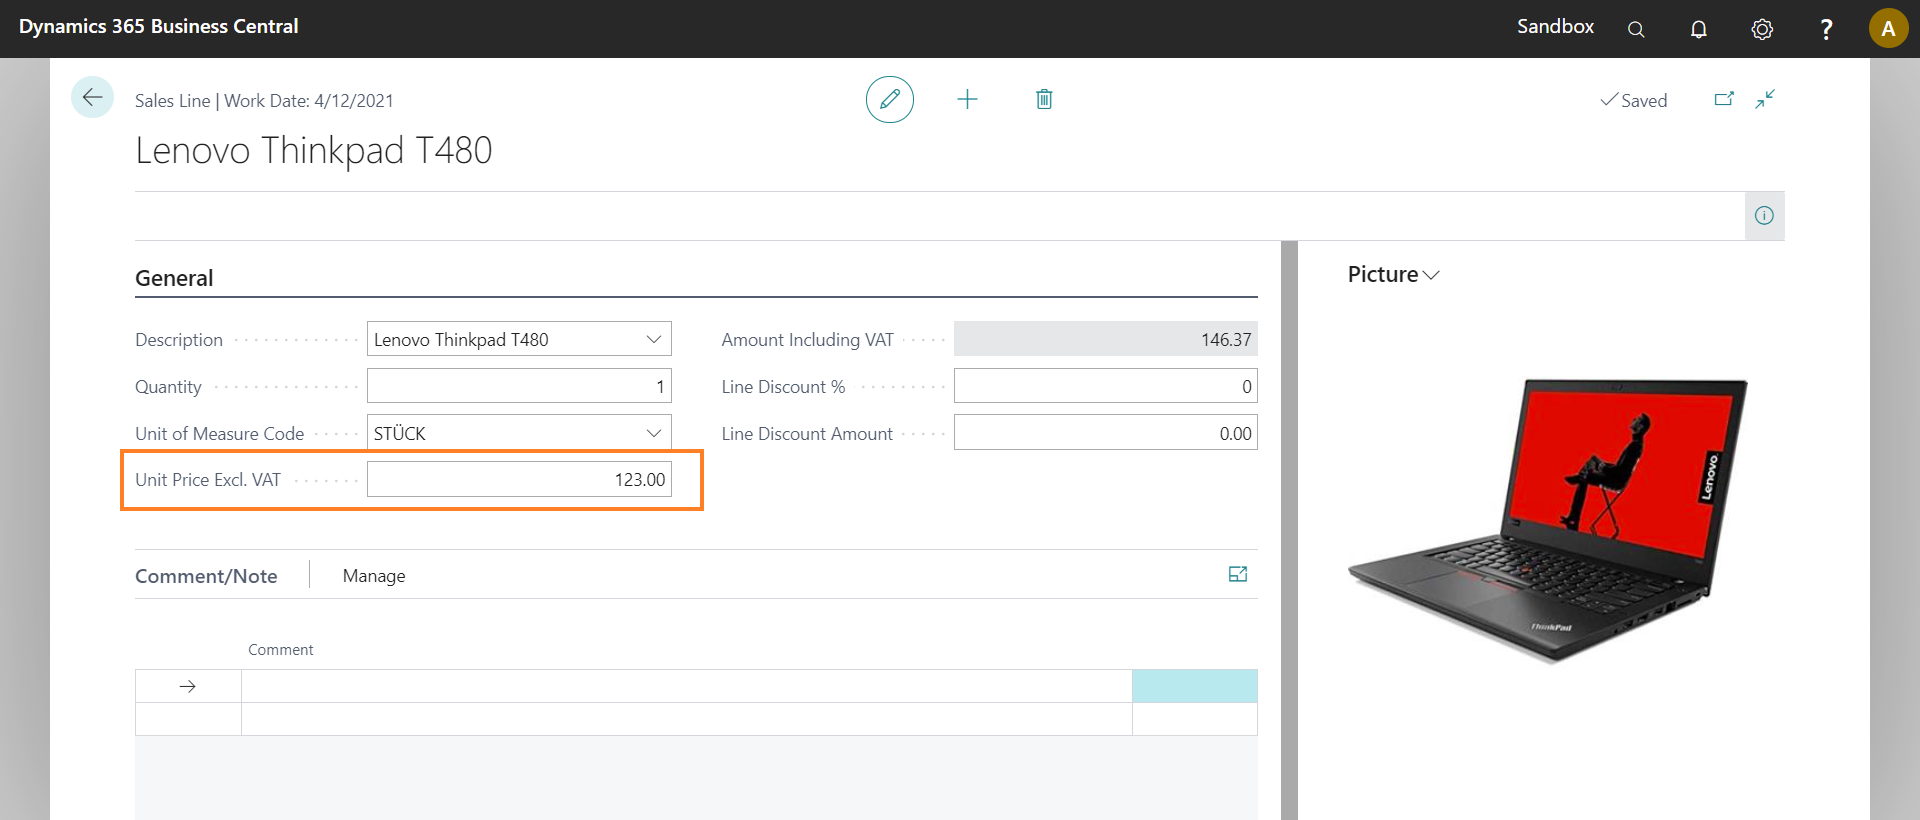 Dynamics 365 Business Central
Sandbox
?
A
Sales Line | Work Date: 4/12/2021
Saved
Lenovo Thinkpad T480
General
Description Lenovo Thinkpad T480
Quantity 1
Unit of Measure Code STÜCK
Unit Price Excl. VAT 123.00
Amount Including VAT 146.37
Line Discount % 0
Line Discount Amount 0.00
Comment/Note Manage
Comment
Picture
Lenovo.
ThinkPad